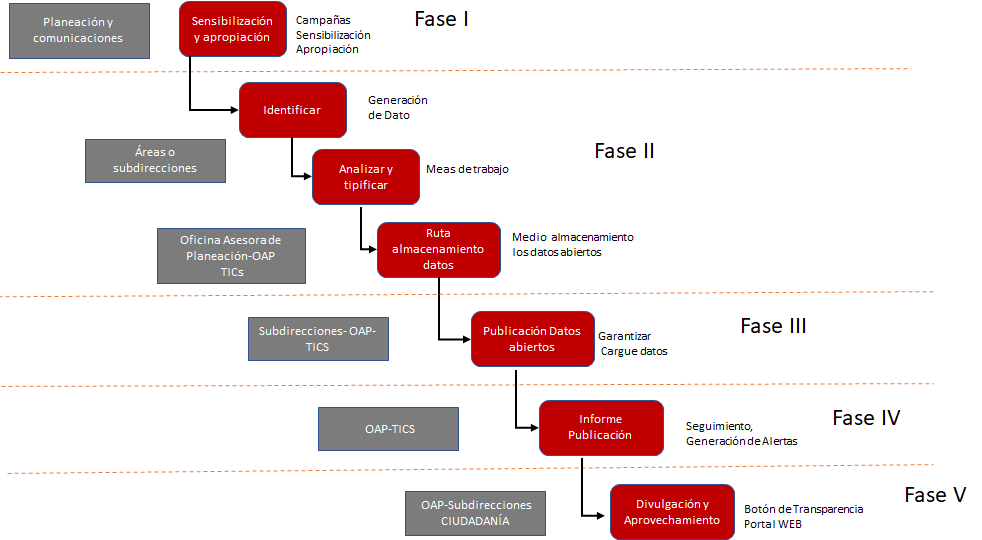 Planeación y
comunicaciones
Sensibilización
y apropiación
Campañas
Sensibilización
Apropiación
Fase I
Identificar
Generación
de Dato
Áreas o
subdirecciones
Analizar y
tipificar
Meas de trabajo
Fase II
Oficina Asesora de
Planeación-OAP
TICs
Ruta
almacenamiento
datos
Medio almacenamiento
los datos abiertos
Subdirecciones- OAP-
TICS
Publicación Datos
abiertos
Garantizar
Cargue datos
Fase III
OAP-TICS
Informe
Publicación
Seguimiento,
Generación de Alertas
Fase IV
OAP-Subdirecciones
CIUDADANÍA
Divulgación y
Aprovechamiento
Botón de Transparencia
Portal WEB
Fase V